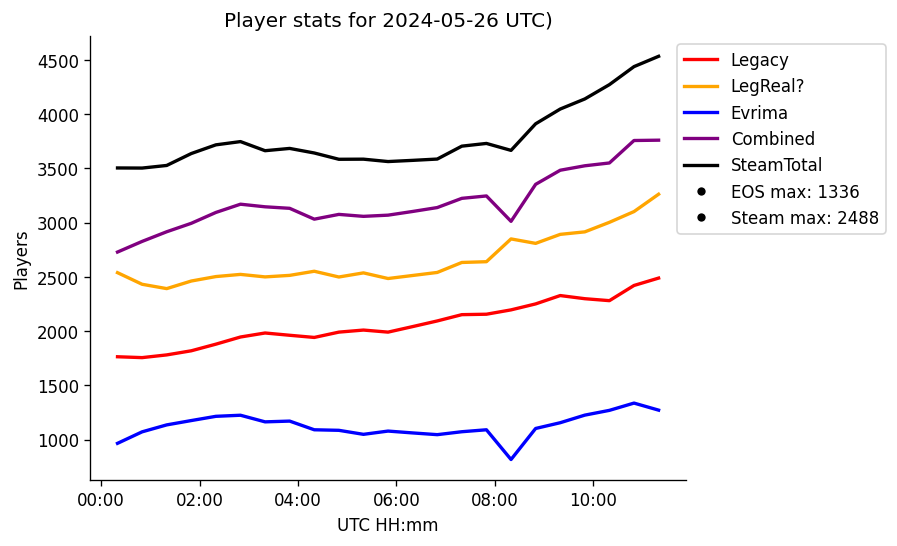 Player stats for 2024-05-26 UTC)
Players
4500
4000
3500
3000
2500
2000
1500
1000
00:00 02:00 04:00 06:00 08:00 10:00
UTC HH:mm
Legacy
LegReal?
Evrima
Combined
SteamTotal
EOS max: 1336
Steam max: 2488